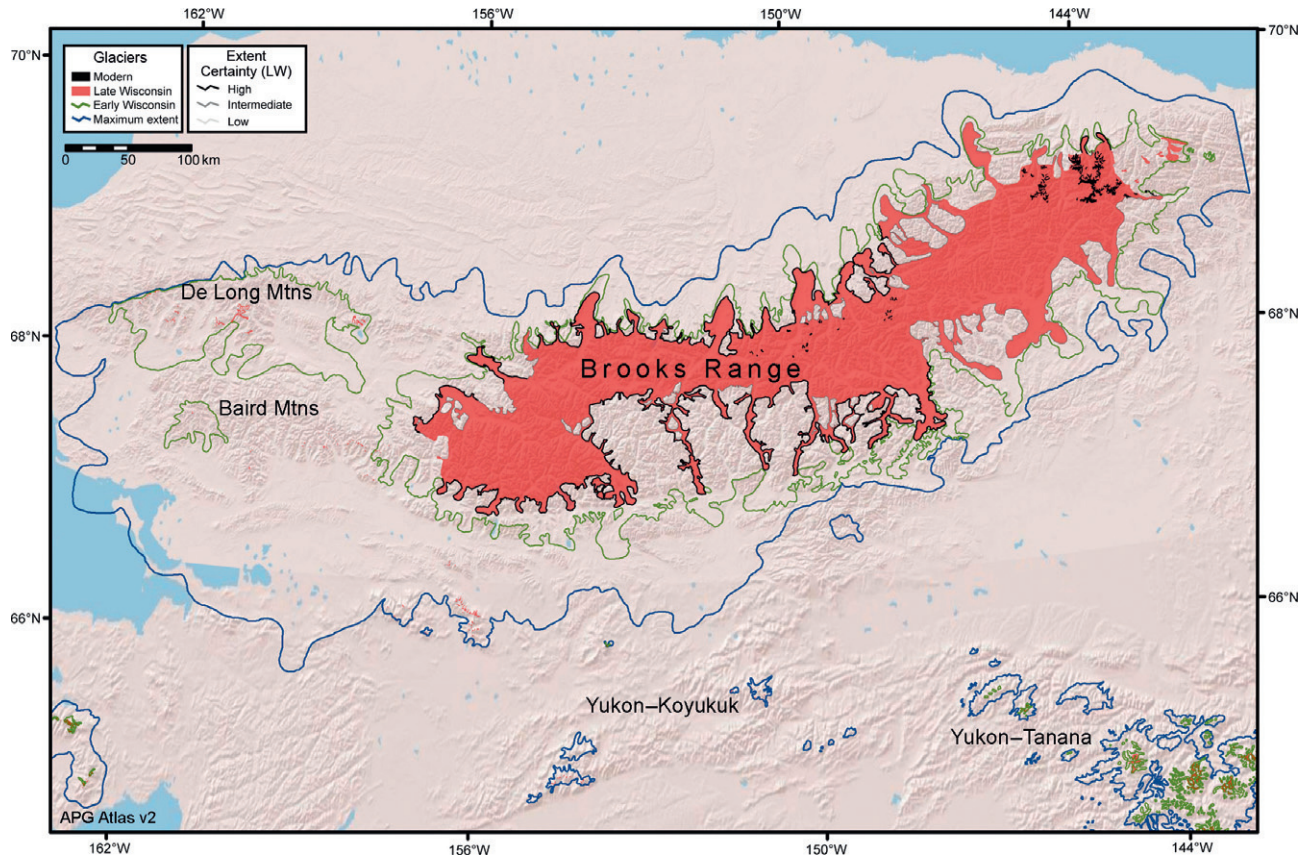 162°W 156°W 150°W 144°W
70°N 70°N
Glaciers
Modern
Late Wisconsin
Early Wisconsin
Maximum extent
Extent
Certainty (LW)
High
Intermediate
Low
0 50 100 km
De Long Mtns
68°N 68°N
Brooks Range
Baird Mtns
66°N 66°N
Yukon–Koyukuk
Yukon–Tanana
APG Atlas v2
162°W 156°W 150°W 144°W